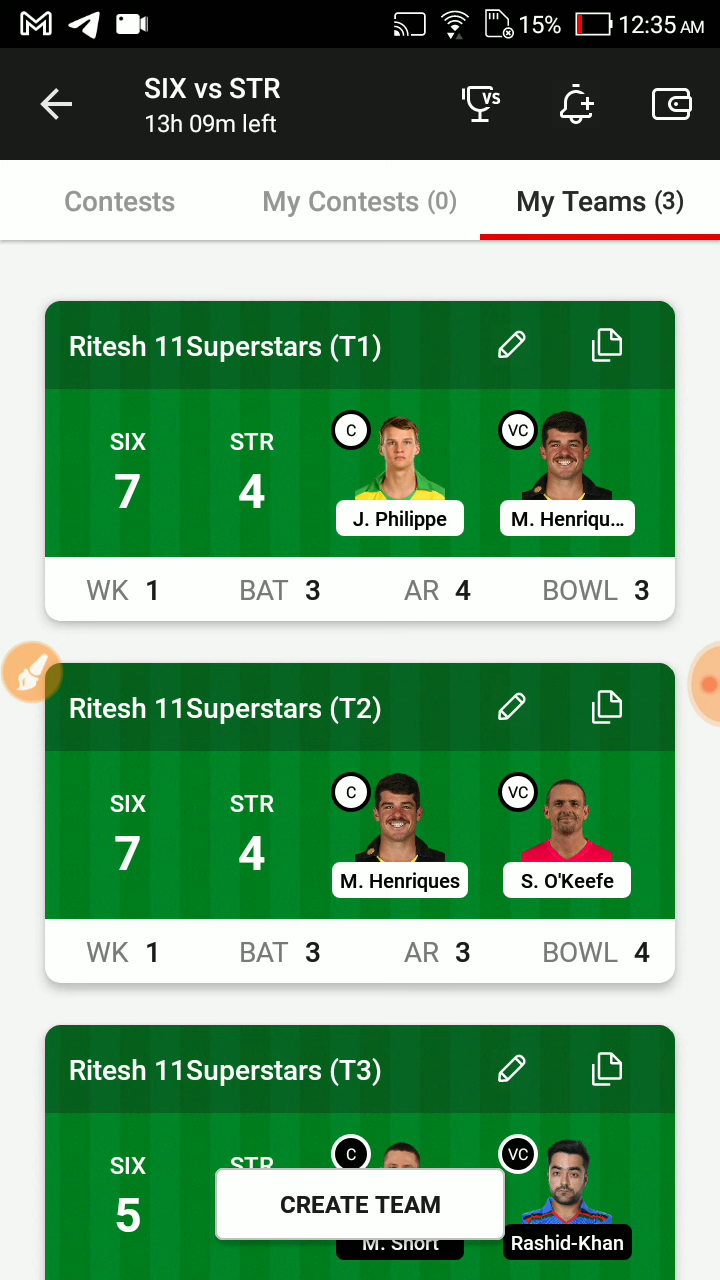 15% 12:35 AM
SIX vs STR
13h 09m left
VS
Contests My Contests (0) My Teams (3)
Ritesh 11Superstars (T1)
SIX STR C VC
7 4
J. Philippe M. Henriqu...
WK 1 BAT 3 AR 4 BOWL 3
Ritesh 11Superstars (T2)
SIX STR C VC
7 4
M. Henriques S. O'Keefe
WK 1 BAT 3 AR 3 BOWL 4
Ritesh 11Superstars (T3)
SIX STR C VC
5
CREATE TEAM
M. Short Rashid-Khan